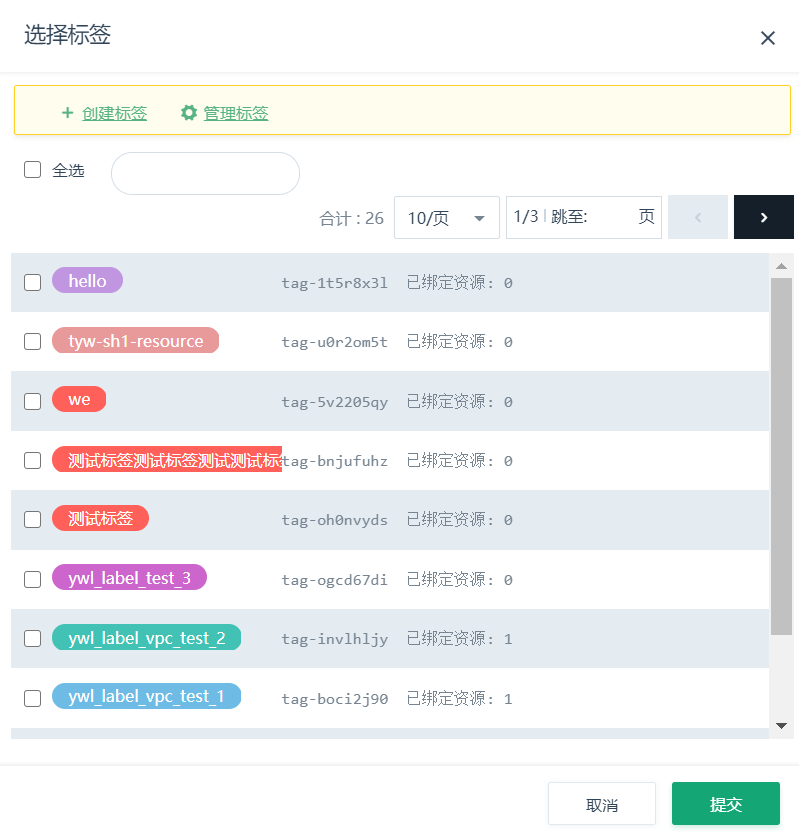 选择标签
创建标签 管理标签
全选
合计 : 26 10/页 1/3 跳至: 页
hello tag-1t5r8x3l 已绑定资源: 0
tyw-sh1-resource tag-u0r2om5t 已绑定资源: 0
we tag-5v2205qy 已绑定资源: 0
测试标签测试标签测试测试标 tag-bnjufuhz 已绑定资源: 0
测试标签 tag-oh0nvyds 已绑定资源: 0
ywl_label_test_3 tag-ogcd67di 已绑定资源: 0
ywl_label_vpc_test_2 tag-invlhljy 已绑定资源: 1
ywl_label_vpc_test_1 tag-boci2j90 已绑定资源: 1
取消 提交